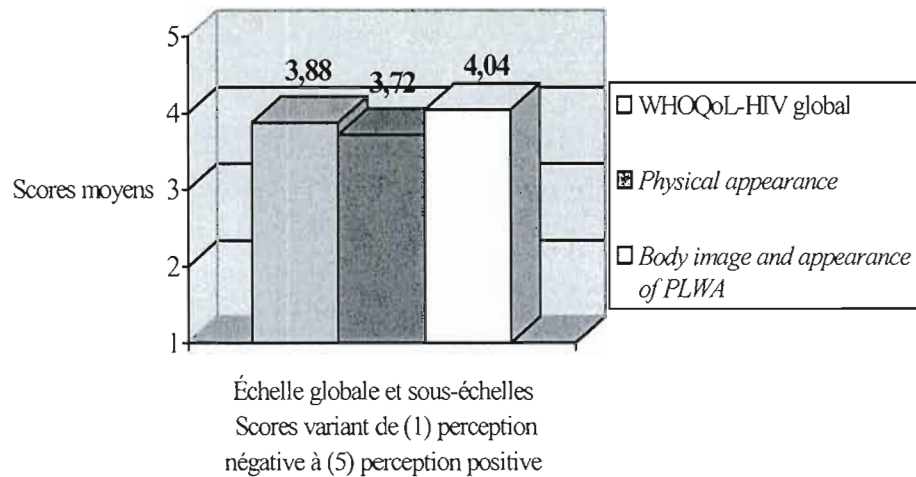 5
4
3
2
1
3,88
3,72
4,04
Scores moyens
WHOQoL-HIV global
Physical appearance
Body image and appearance
of PLWA
Échelle globale et sous-échelles
Scores variant de (1) perception
négative à (5) perception positive